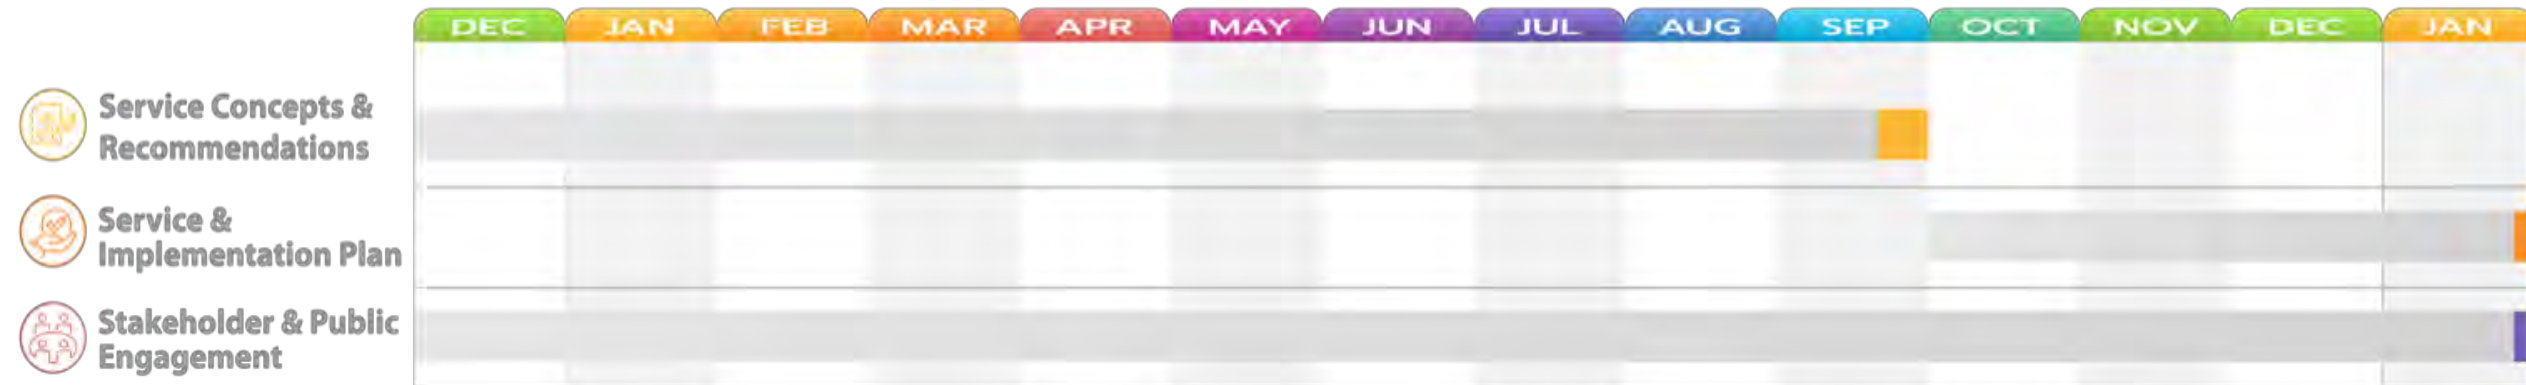 DEC JAN FEB MAR APR MAY JUN JUL AUG SEP OCT NOV DEC JAN
Service Concepts &
Recommendations
Service &
Implementation Plan
Stakeholder & Public
Engagement